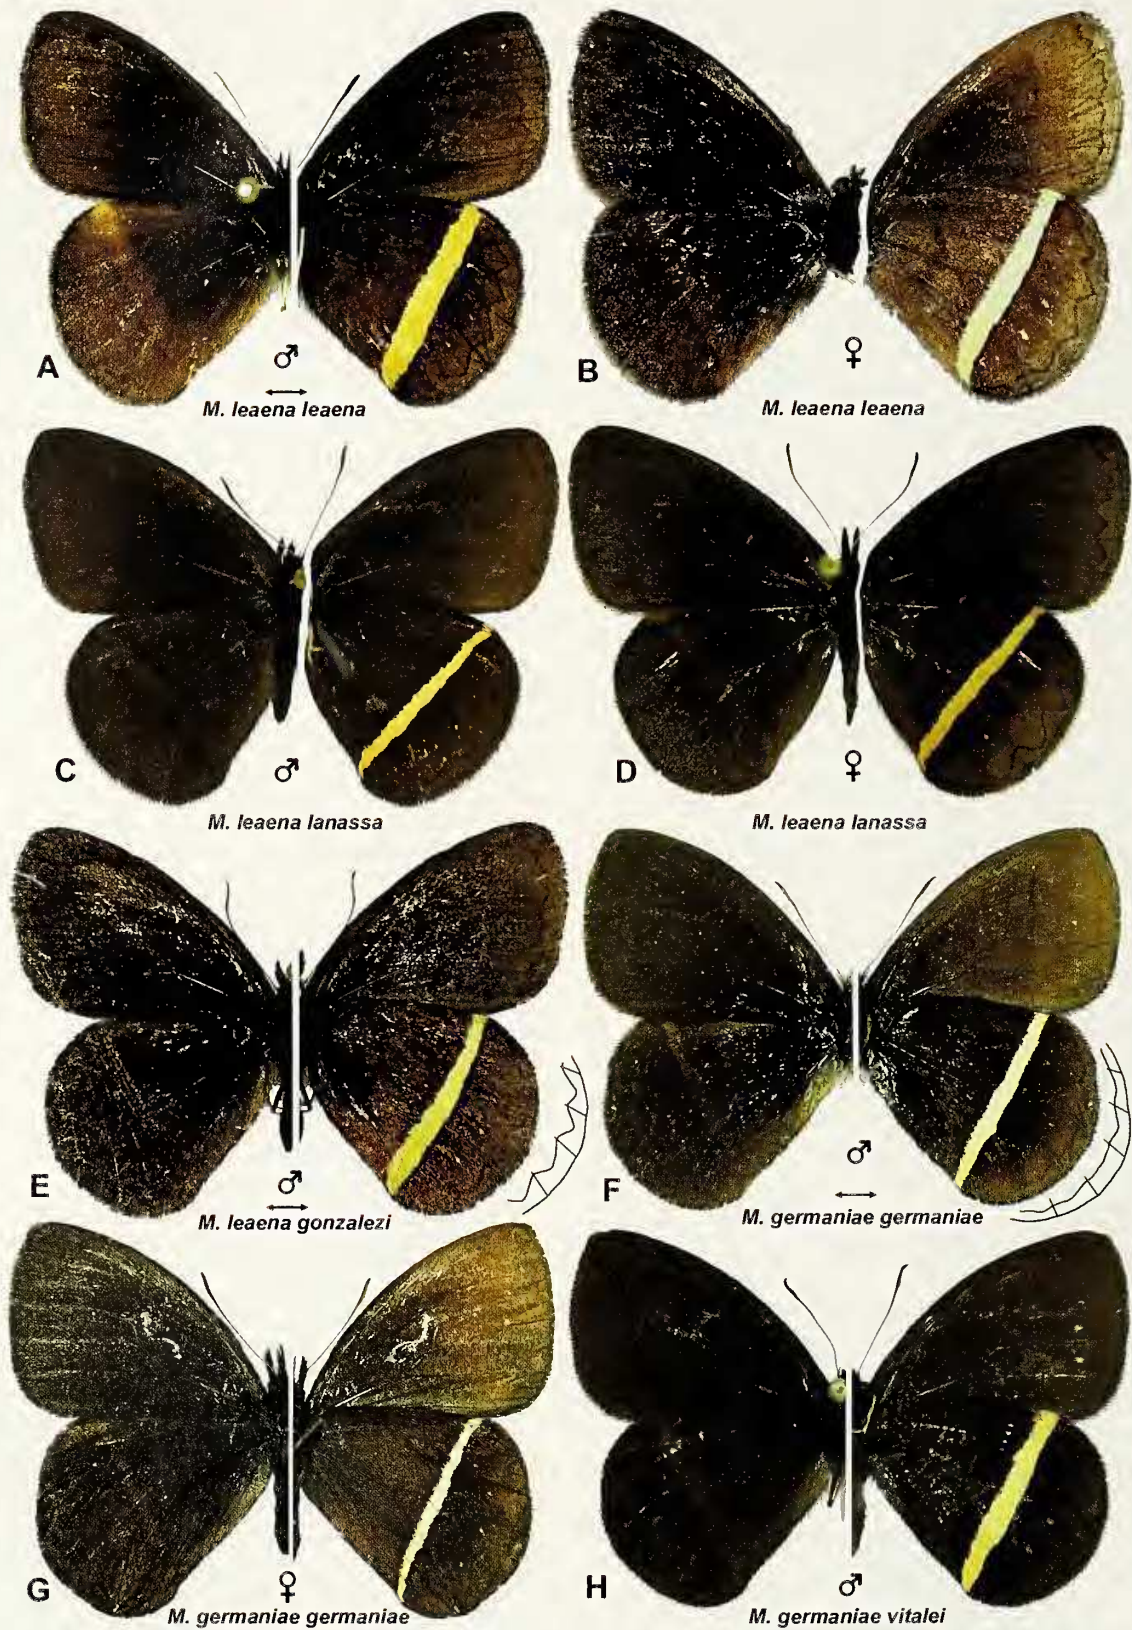 A
♂
M. leaena leaena
B
♀
M. leaena leaena
C
♂
M. leaena lanassa
D
♀
M. leaena lanassa
E
♂
M. leaena gonzalezi
F
♂
M. germaniae germaniae
G
♀
M. germaniae germaniae
H
♂
M. germaniae vitalei